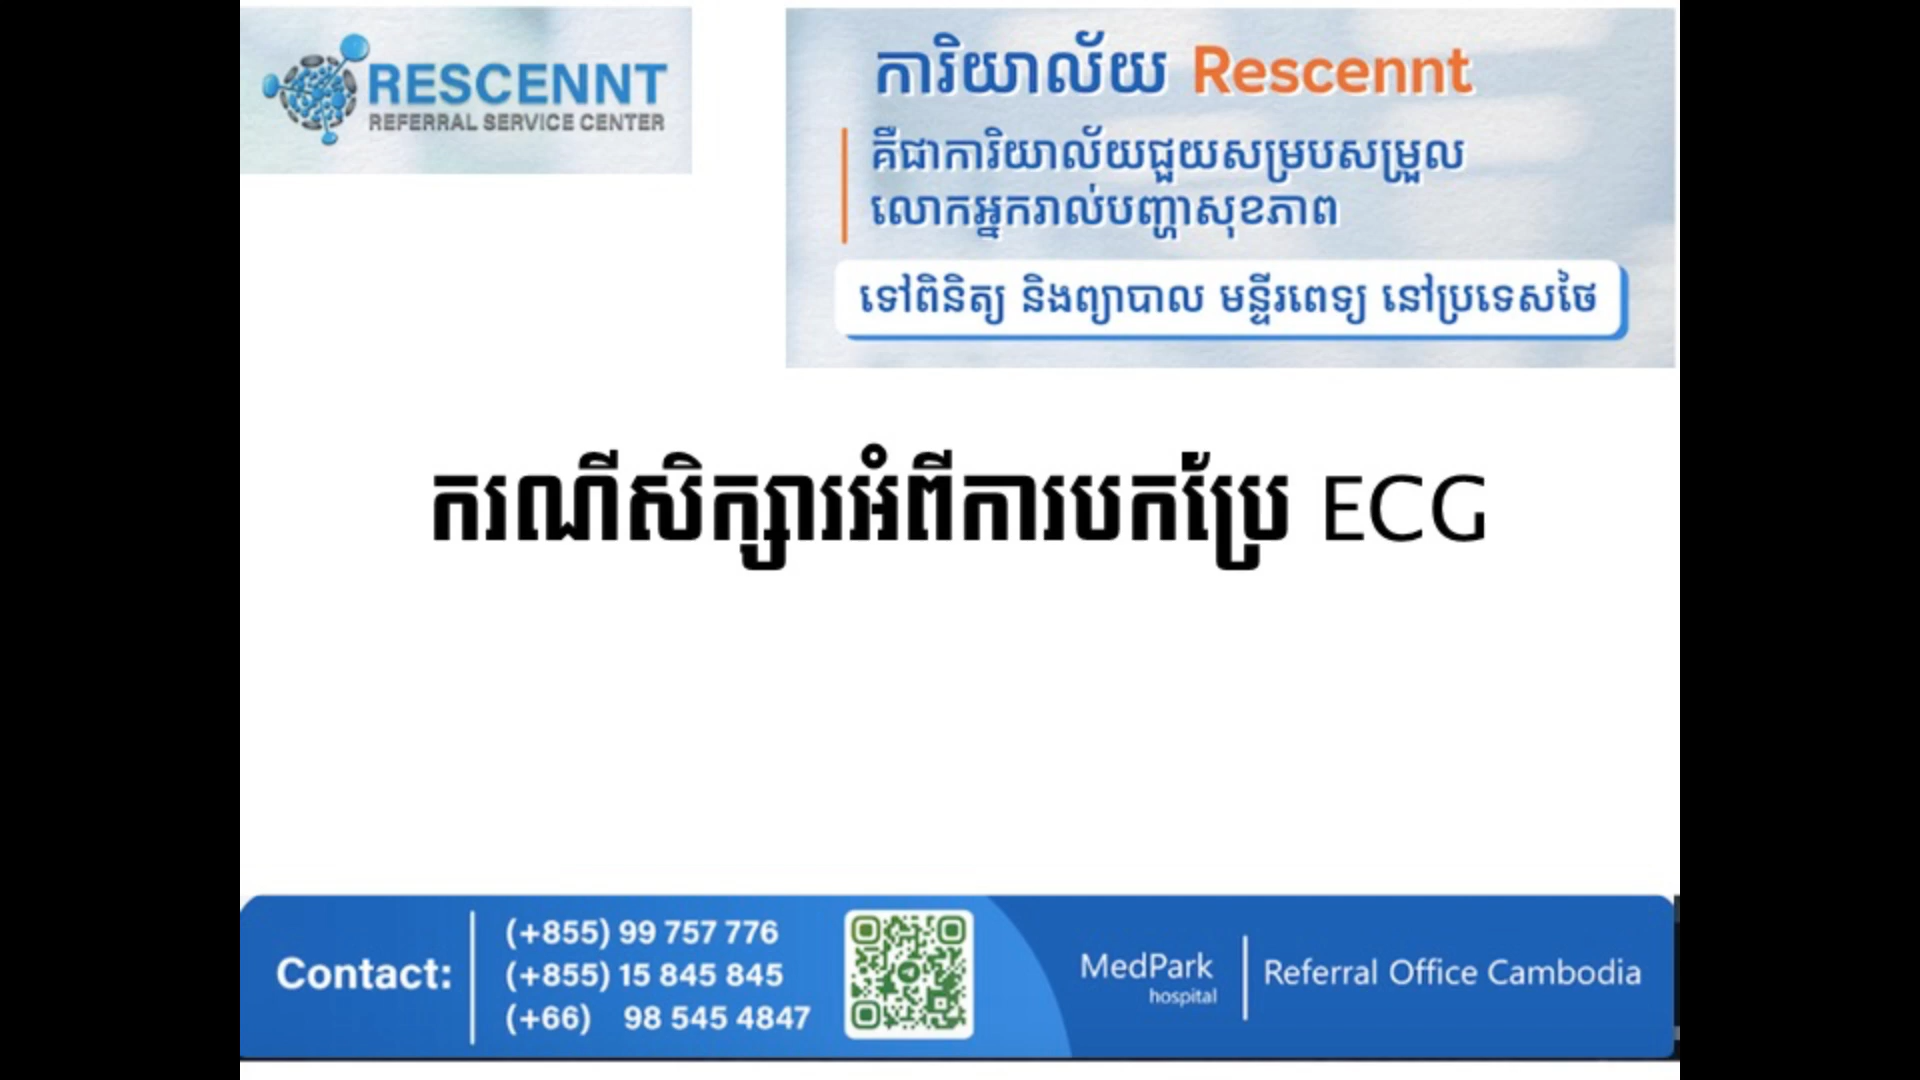 RESCENNT
REFERRAL SERVICE CENTER
ការិយាល័យ Rescennt
គឺជាការិយាល័យជួយសម្របសម្រួល
លោកអ្នករាល់បញ្ហាសុខភាព
ទៅពិនិត្យ និងព្យាបាល មន្ទីរពេទ្យ នៅប្រទេសថៃ
ករណីសិក្សារអំពីការបកប្រែ ECG
Contact:
(+855) 99 757 776
(+855) 15 845 845
(+66) 98 545 4847
MedPark
hospital
Referral Office Cambodia